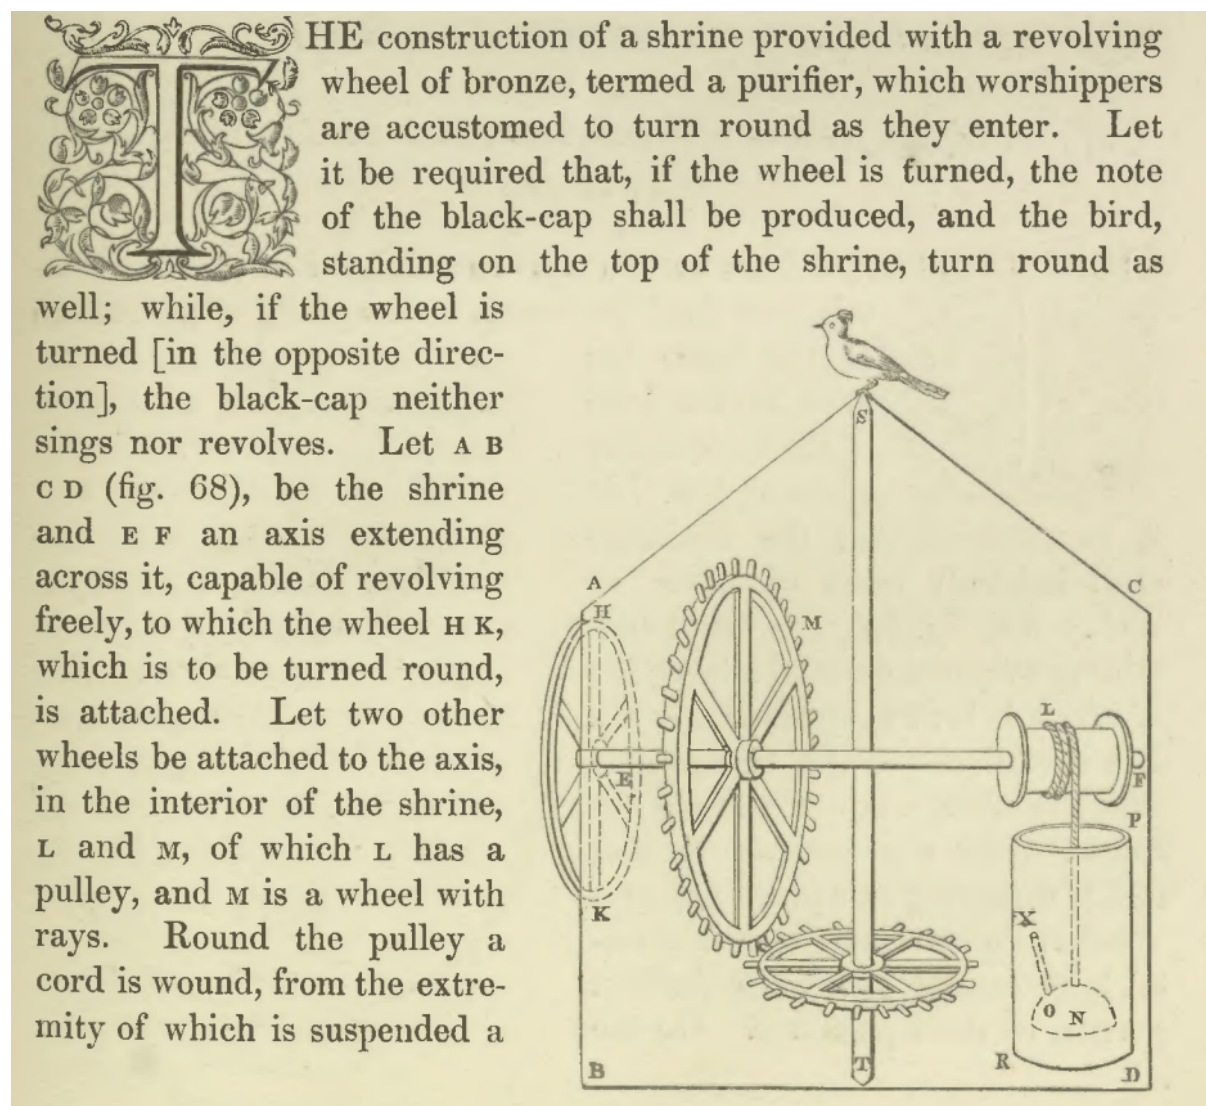 THE construction of a shrine provided with a revolving
wheel of bronze, termed a purifier, which worshippers
are accustomed to turn round as they enter. Let
it be required that, if the wheel is turned, the note
of the black-cap shall be produced, and the bird,
standing on the top of the shrine, turn round as
well; while, if the wheel is
turned [in the opposite direc-
tion], the black-cap neither
sings nor revolves. Let A B
C D (fig. 68), be the shrine
and E F an axis extending
across it, capable of revolving
freely, to which the wheel H K,
which is to be turned round,
is attached. Let two other
wheels be attached to the axis,
in the interior of the shrine,
L and M, of which L has a
pulley, and M is a wheel with
rays. Round the pulley a
cord is wound, from the extre-
mity of which is suspended a
S
A
C
H
M
L
E
F
P
K
X
O
N
R
T
B
D